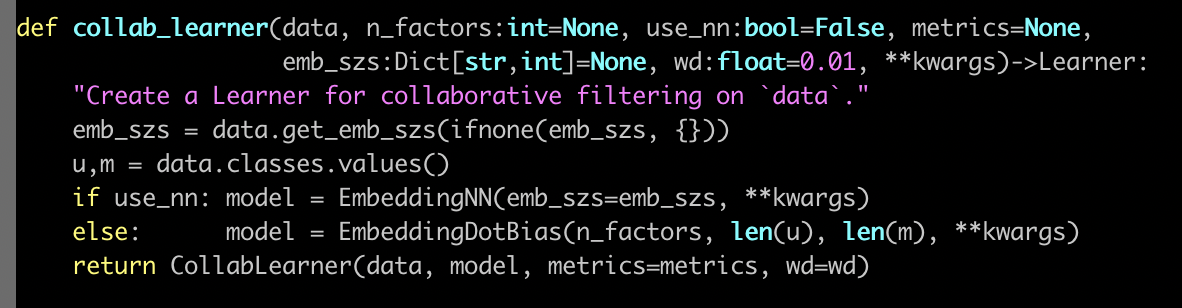 def collab_learner(data, n_factors:int=None, use_nn:bool=False, metrics=None,
                   emb_szs:Dict[str,int]=None, wd:float=0.01, **kwargs)->Learner:
    "Create a Learner for collaborative filtering on `data`."
    emb_szs = data.get_emb_szs(ifnone(emb_szs, {}))
    u,m = data.classes.values()
    if use_nn: model = EmbeddingNN(emb_szs=emb_szs, **kwargs)
    else:      model = EmbeddingDotBias(n_factors, len(u), len(m), **kwargs)
    return CollabLearner(data, model, metrics=metrics, wd=wd)